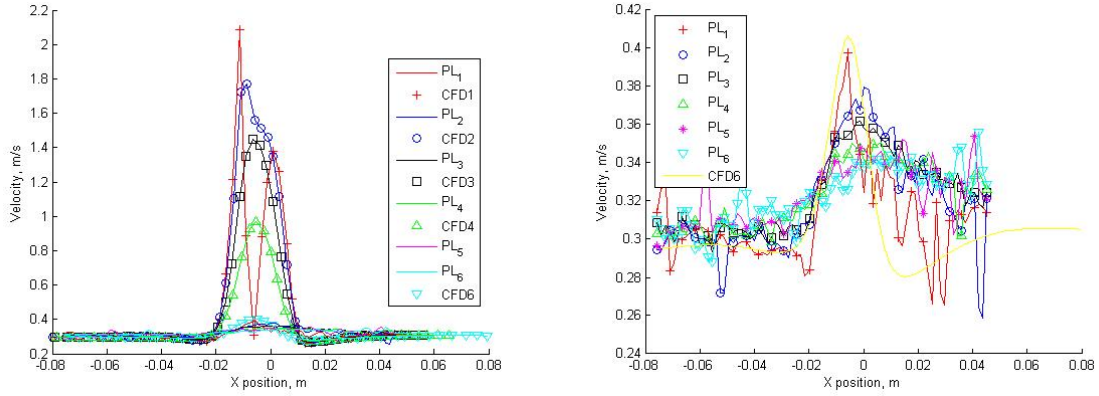 2.2
2
1.8
1.6
1.4
1.2
1
0.8
0.6
0.4
0.2
Velocity, m/s
-0.08 -0.06 -0.04 -0.02 0 0.02 0.04 0.06 0.08
X position, m
PL1
CFD1
PL2
CFD2
PL3
CFD3
PL4
CFD4
PL5
PL6
CFD6
0.42
0.4
0.38
0.36
0.34
0.32
0.3
0.28
0.26
0.24
Velocity, m/s
-0.08 -0.06 -0.04 -0.02 0 0.02 0.04 0.06 0.08
X position, m
PL1
PL2
PL3
PL4
PL5
PL6
CFD6